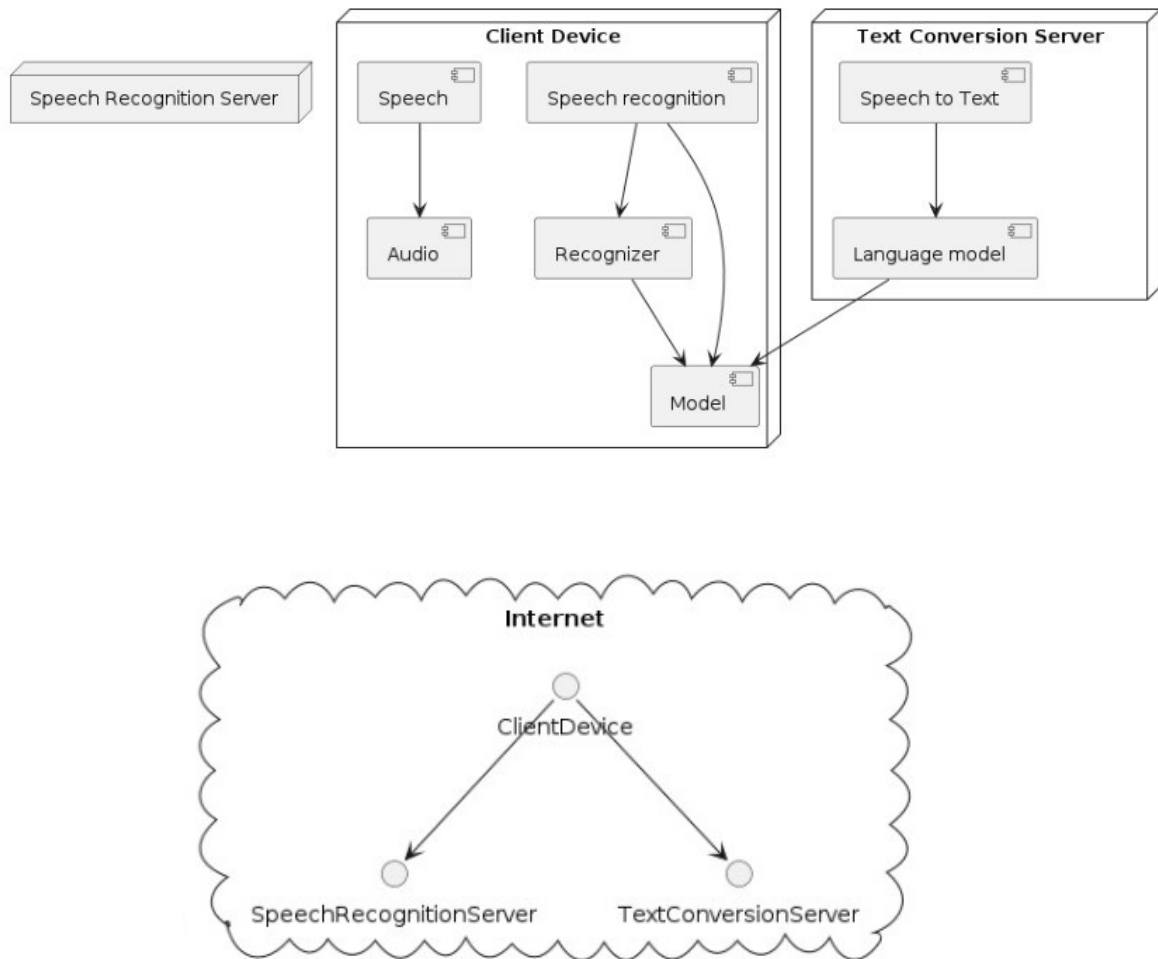 Client Device
Text Conversion Server
Speech Recognition Server
Speech
Speech recognition
Speech to Text
Audio
Recognizer
Language model
Model
Internet
ClientDevice
SpeechRecognitionServer
TextConversionServer